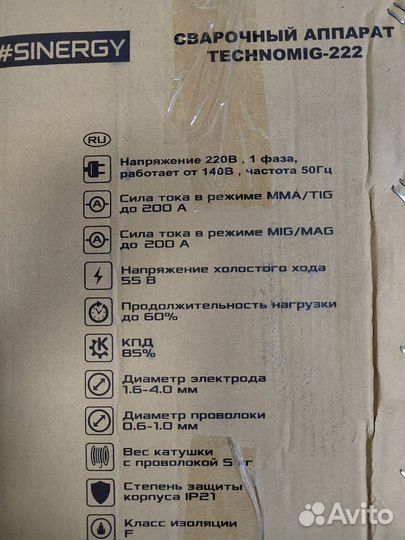 #SINERGY
СВАРОЧНЫЙ АППАРАТ
TECHNOMIG-222
RU
Напряжение 220В , 1 фаза,
работает от 140В , частота 50Гц
Сила тока в режиме MMA/TIG
до 200 А
Сила тока в режиме MIG/MAG
до 200 А
Напряжение холостого хода
55 В
Продолжительность нагрузки
до 60%
КПД
85%
Диаметр электрода
1.6-4.0 мм
Диаметр проволоки
0.6-1.0 мм
Вес катушки
с проволокой 5 кг
Степень защиты
корпуса IP21
Класс изоляции
F
Avito